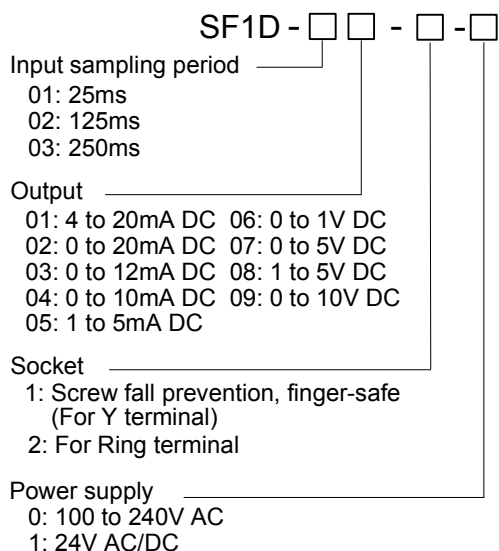 SF1D - □ □ - □ - □
Input sampling period
01: 25ms
02: 125ms
03: 250ms
Output
01: 4 to 20mA DC 06: 0 to 1V DC
02: 0 to 20mA DC 07: 0 to 5V DC
03: 0 to 12mA DC 08: 1 to 5V DC
04: 0 to 10mA DC 09: 0 to 10V DC
05: 1 to 5mA DC
Socket
1: Screw fall prevention, finger-safe
(For Y terminal)
2: For Ring terminal
Power supply
0: 100 to 240V AC
1: 24V AC/DC